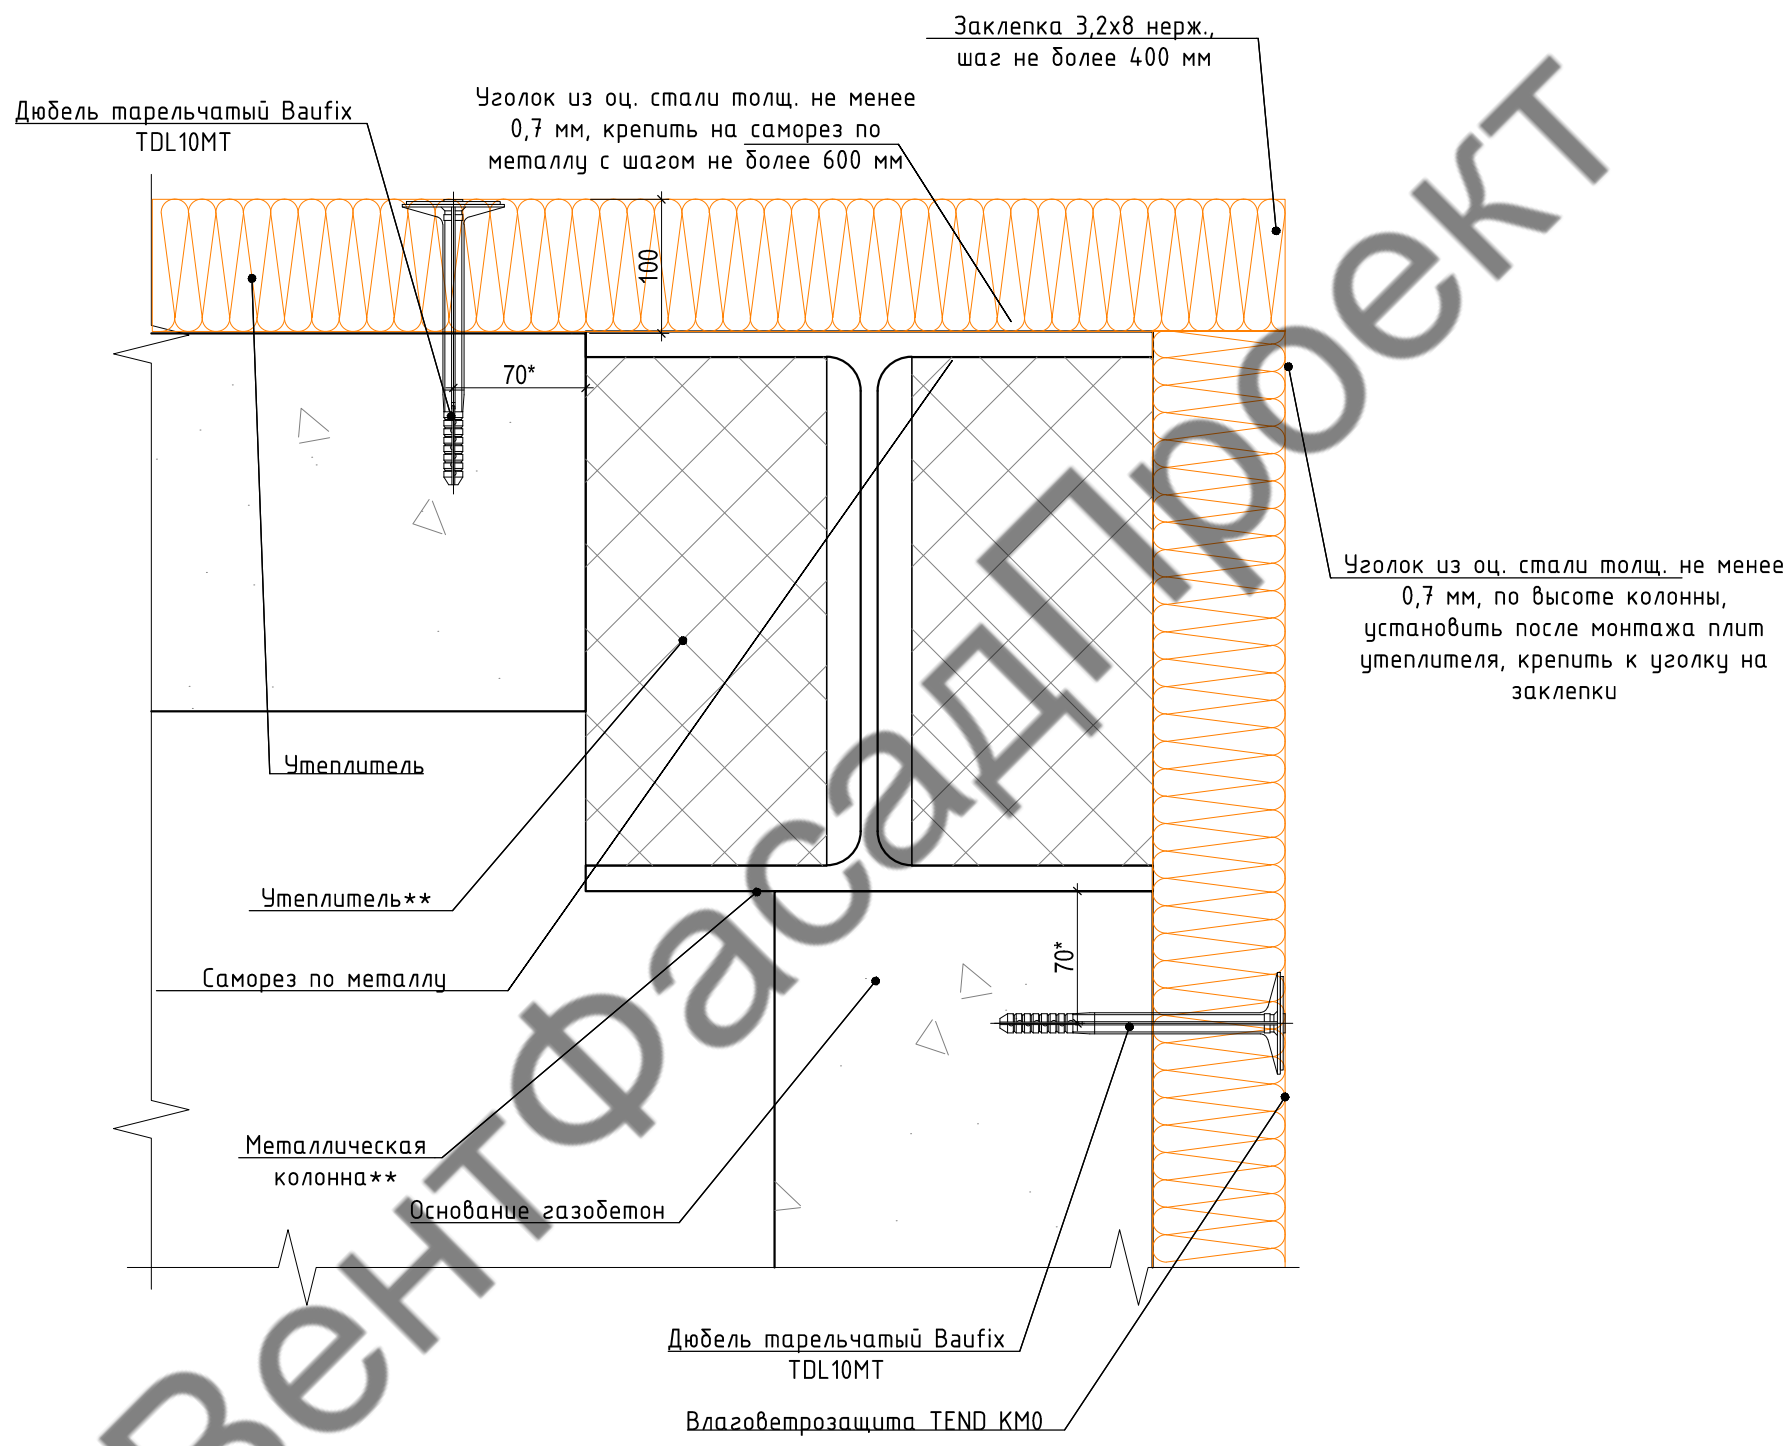 Заклепка 3,2х8 нерж.,
шаг не более 400 мм
Уголок из оц. стали толщ. не менее
0,7 мм, крепить на саморез по
металлу с шагом не более 600 мм
Дюбель тарельчатый Baufix
TDL10MT
100
70*
Уголок из оц. стали толщ. не менее
0,7 мм, по высоте колонны,
установить после монтажа плит
утеплителя, крепить к уголку на
заклепки
Утеплитель
Утеплитель**
Саморез по металлу
70*
Металлическая
колонна**
Основание газобетон
Дюбель тарельчатый Baufix
TDL10MT
Влаговетрозащита TEND КМ0
ВентФасадПроект